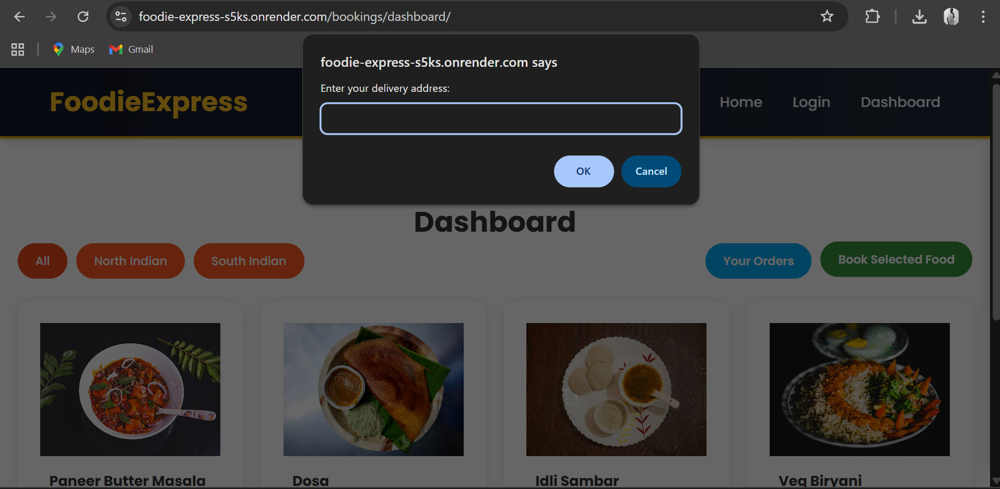 foodie-express-s5ks.onrender.com/bookings/dashboard/
Maps
Gmail
foodie-express-s5ks.onrender.com says
Enter your delivery address:
OK
Cancel
FoodieExpress
Home
Login
Dashboard
Dashboard
All
North Indian
South Indian
Your Orders
Book Selected Food
Paneer Butter Masala
Dosa
Idli Sambar
Veg Biryani